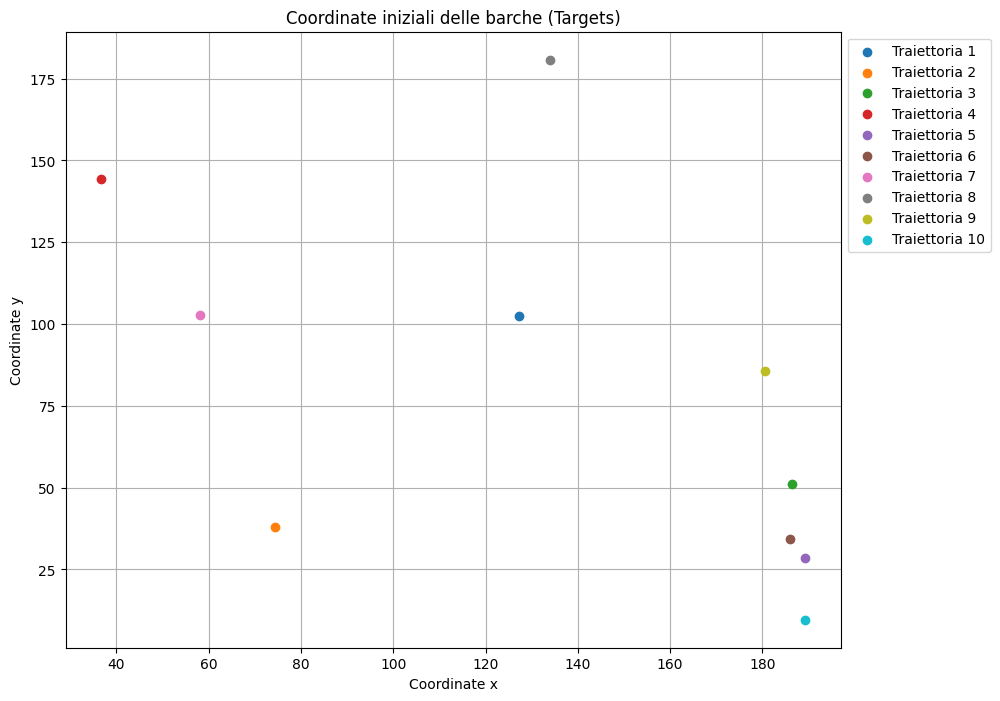 Coordinate iniziali delle barche (Targets)
Coordinate y
175
150
125
100
75
50
25
40 60 80 100 120 140 160 180
Coordinate x
Traiettoria 1
Traiettoria 2
Traiettoria 3
Traiettoria 4
Traiettoria 5
Traiettoria 6
Traiettoria 7
Traiettoria 8
Traiettoria 9
Traiettoria 10